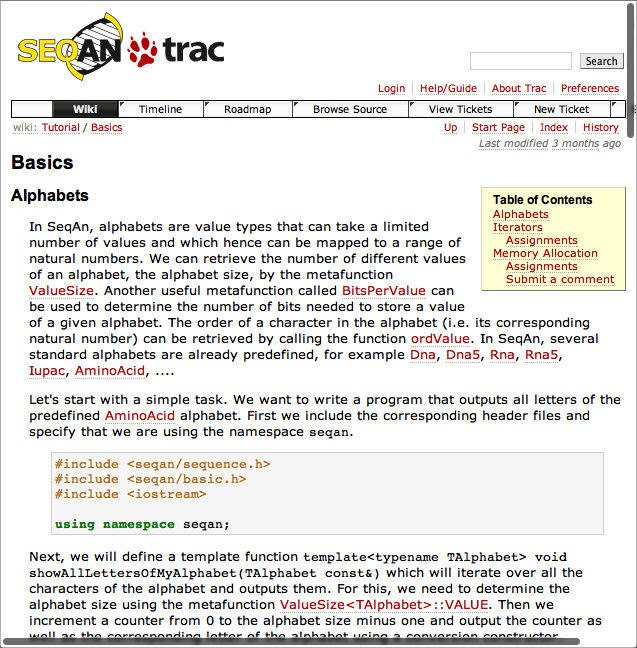 SEQAN trac
Search
Login Help/Guide About Trac Preferences
Wiki Timeline Roadmap Browse Source View Tickets New Ticket
wiki: Tutorial / Basics Up Start Page Index History
Last modified 3 months ago
Basics
Alphabets
Table of Contents
Alphabets
Iterators
Assignments
Memory Allocation
Assignments
Submit a comment
In SeqAn, alphabets are value types that can take a limited
number of values and which hence can be mapped to a range of
natural numbers. We can retrieve the number of different values
of an alphabet, the alphabet size, by the metafunction
ValueSize. Another useful metafunction called BitsPerValue can
be used to determine the number of bits needed to store a value
of a given alphabet. The order of a character in the alphabet (i.e. its corresponding
natural number) can be retrieved by calling the function ordValue. In SeqAn, several
standard alphabets are already predefined, for example Dna, Dna5, Rna, Rna5,
Iupac, AminoAcid, ....
Let's start with a simple task. We want to write a program that outputs all letters of the
predefined AminoAcid alphabet. First we include the corresponding header files and
specify that we are using the namespace seqan.
#include <seqan/sequence.h>
#include <seqan/basic.h>
#include <iostream>
using namespace seqan;
Next, we will define a template function template<typename TAlphabet> void
showAllLettersOfMyAlphabet(TAlphabet const&) which will iterate over all the
characters of the alphabet and outputs them. For this, we need to determine the
alphabet size using the metafunction ValueSize<TAlphabet>::VALUE. Then we
increment a counter from 0 to the alphabet size minus one and output the counter as
well as the corresponding letter of the alphabet using a conversion constructor